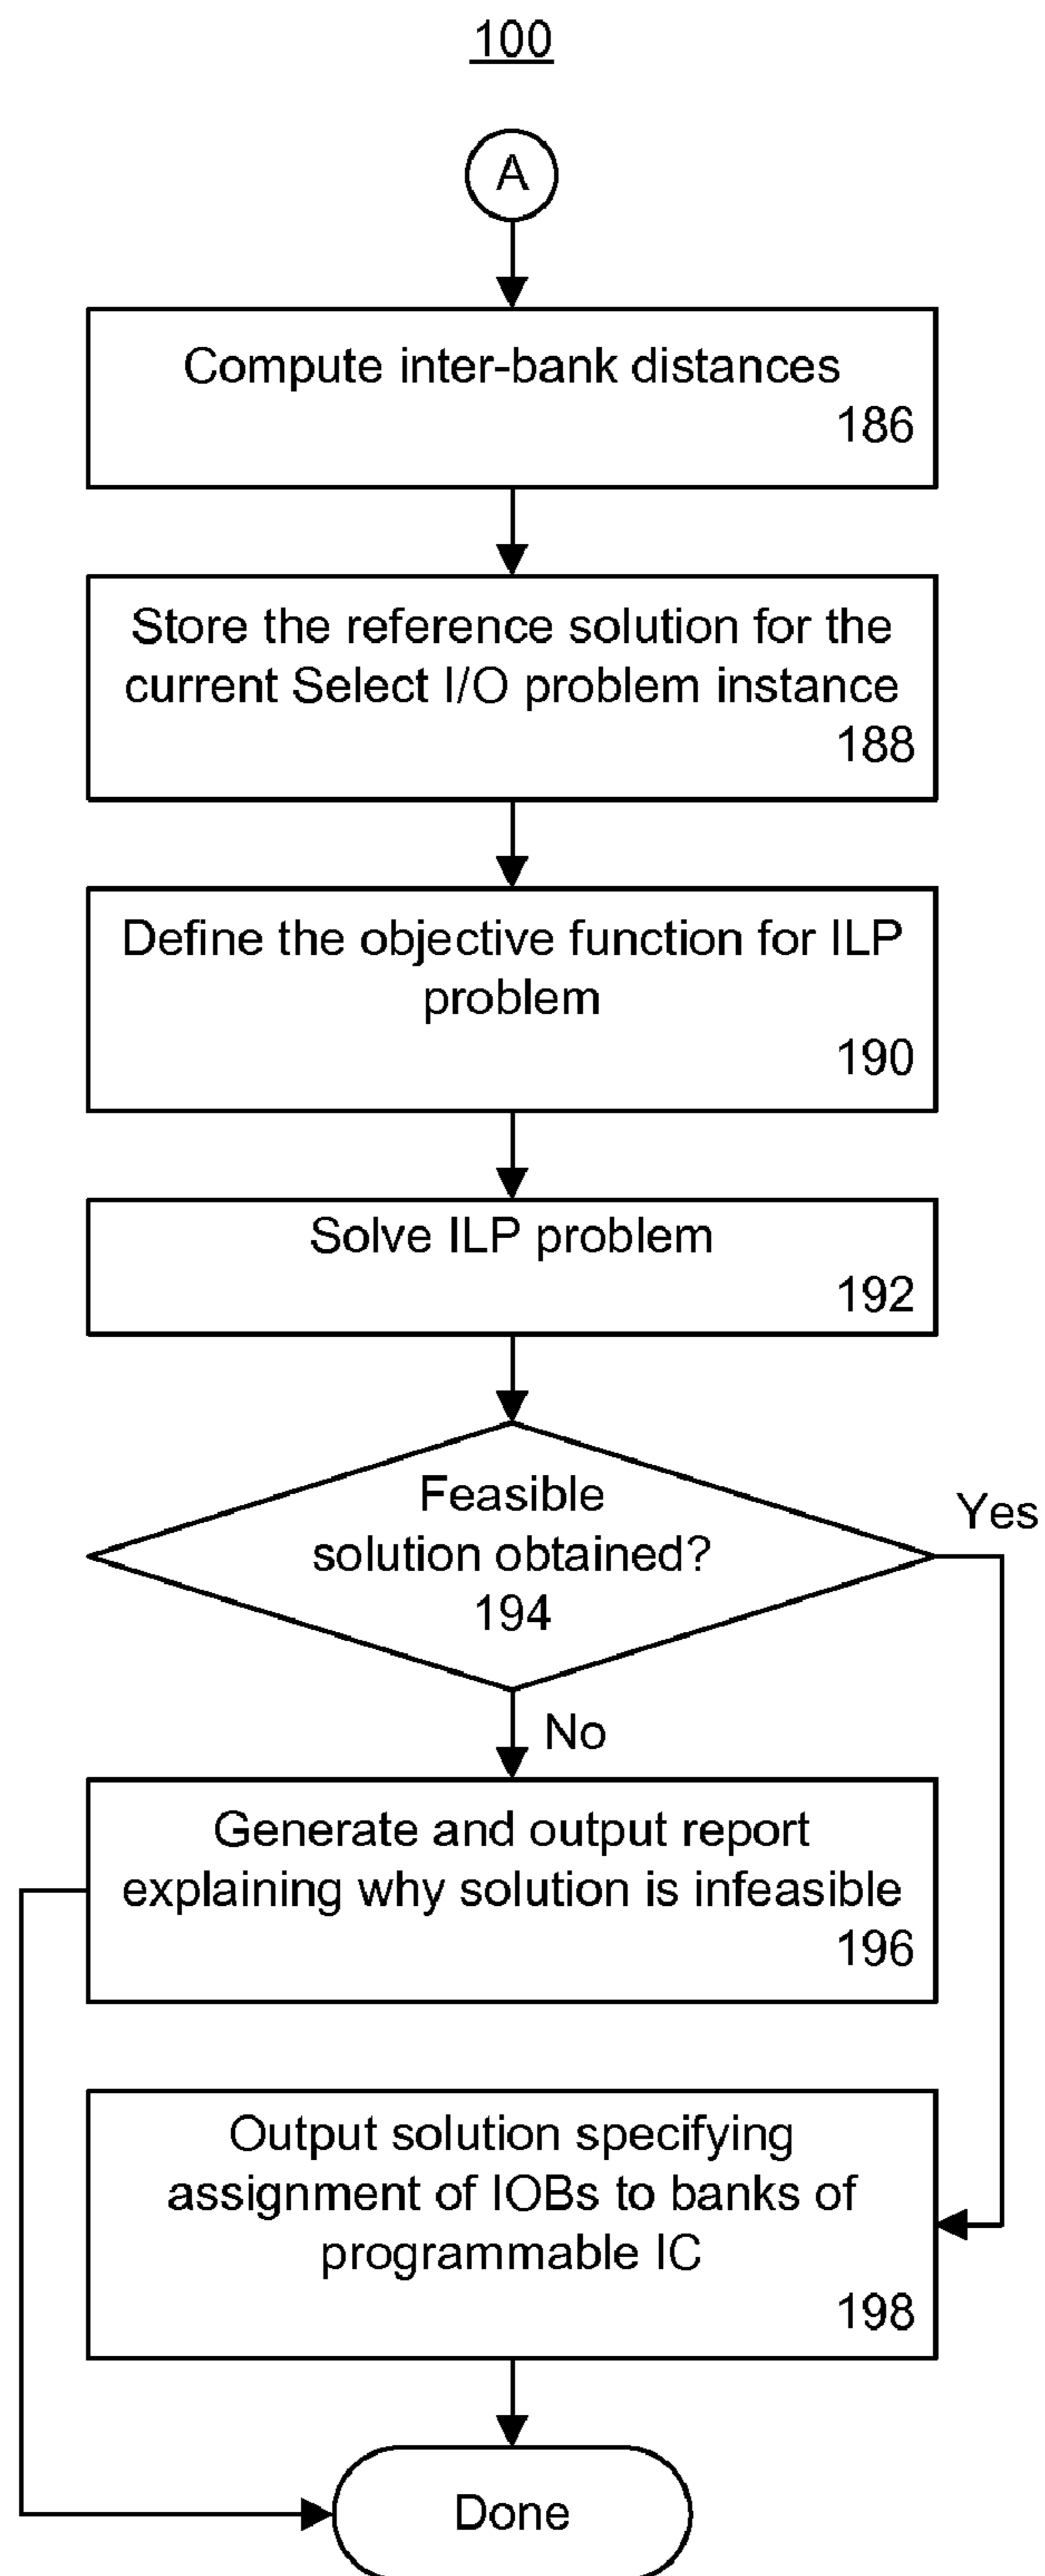 100
A
Compute inter-bank distances
186
Store the reference solution for the
current Select I/O problem instance
188
Define the objective function for ILP
problem
190
Solve ILP problem
192
Feasible
solution obtained?
194
Yes
No
Generate and output report
explaining why solution is infeasible
196
Output solution specifying
assignment of IOBs to banks of
programmable IC
198
Done